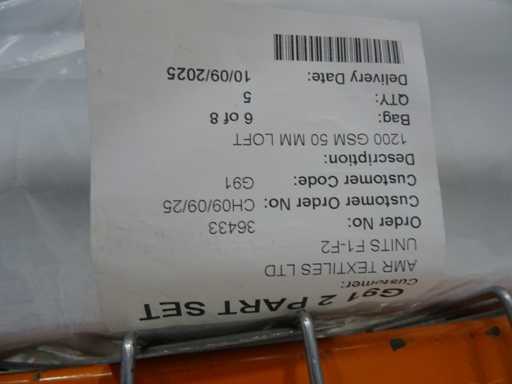 G91 2 PART SET
Customer:
AMR TEXTILES LTD
UNITS F1-F2
Order No: 36433
Customer Order No: CH09/09/25
Customer Code: G91
Description:
1200 GSM 50 MM LOFT
Bag: 6 of 8
QTY: 5
Delivery Date: 10/09/2025